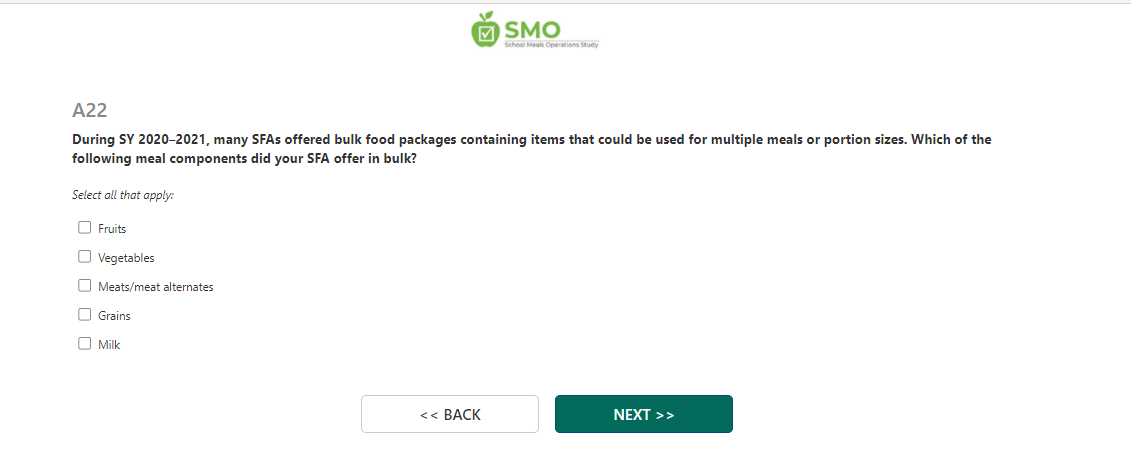 SMO
School Meals Operations Study
A22
During SY 2020–2021, many SFAs offered bulk food packages containing items that could be used for multiple meals or portion sizes. Which of the
following meal components did your SFA offer in bulk?
Select all that apply:
Fruits
Vegetables
Meats/meat alternates
Grains
Milk
<< BACK
NEXT >>